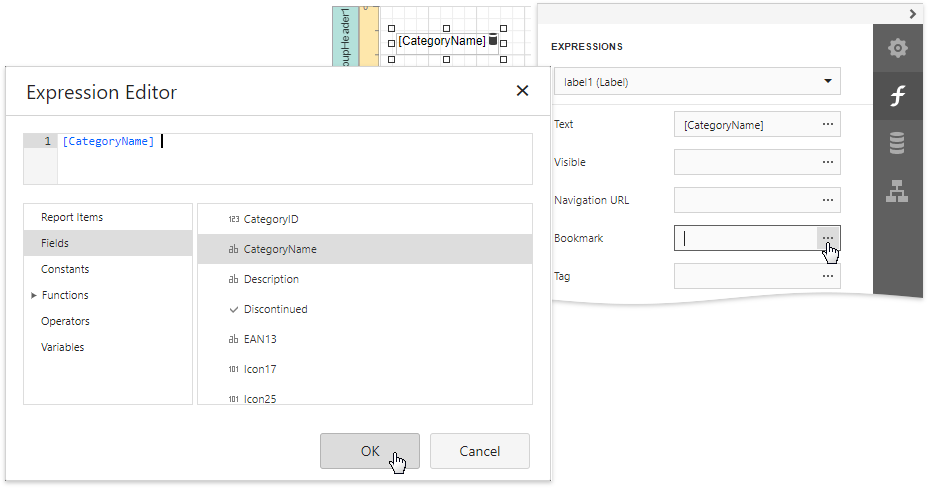 oupHeader1
[CategoryName]
EXPRESSIONS
label1 (Label)
Text
[CategoryName]
Visible
Navigation URL
Bookmark
Tag
Expression Editor
1 [CategoryName]
Report Items
Fields
Constants
Functions
Operators
Variables
123 CategoryID
ab CategoryName
ab Description
Discontinued
ab EAN13
101 Icon17
101 Icon25
OK
Cancel